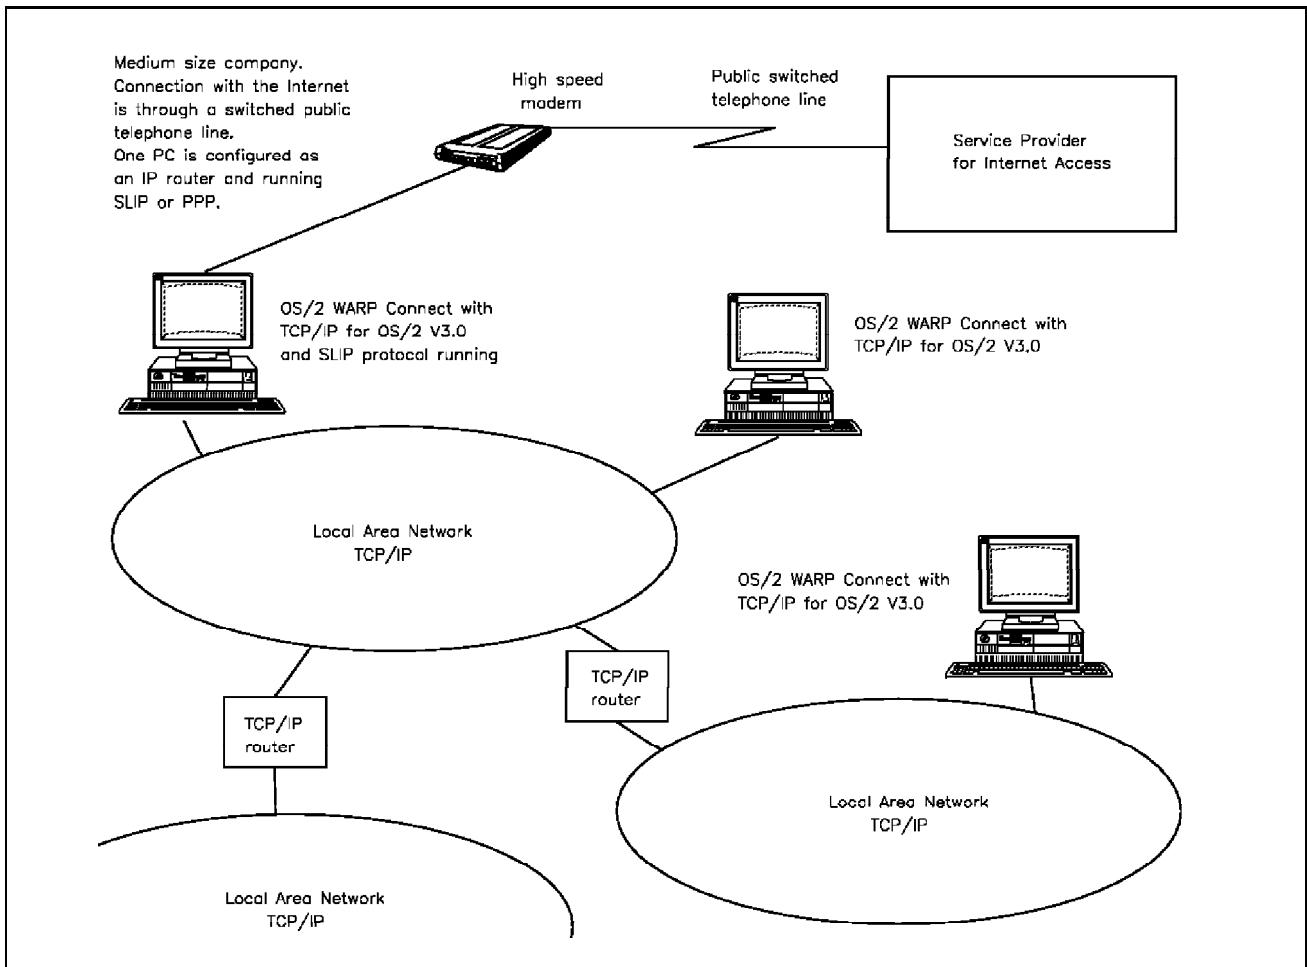 Medium size company.
Connection with the Internet
is through a switched public
telephone line.
One PC is configured as
an IP router and running
SLIP or PPP.
High speed
modem
Public switched
telephone line
Service Provider
for Internet Access
OS/2 WARP Connect with
TCP/IP for OS/2 V3.0
and SLIP protocal running
OS/2 WARP Connect with
TCP/IP for OS/2 V3.0
Local Area Network
TCP/IP
OS/2 WARP Connect with
TCP/IP for OS/2 V3.0
TCP/IP
router
TCP/IP
router
Local Area Network
TCP/IP
Local Area Network
TCP/IP